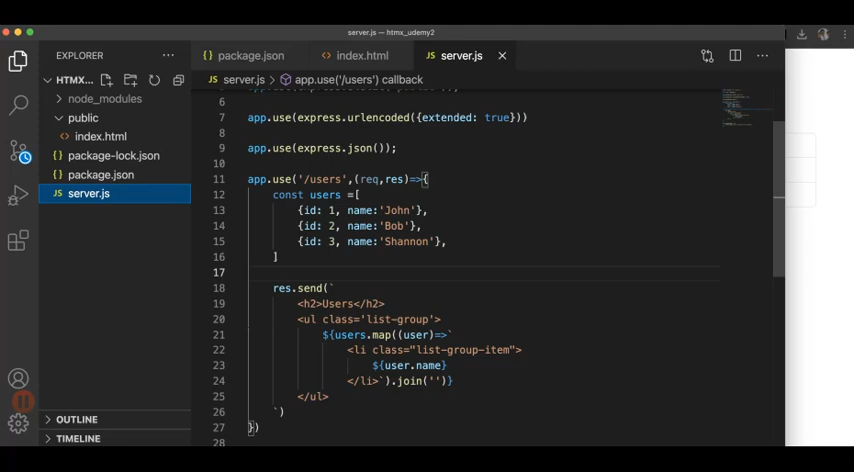 server.js — htmx_udemy2
EXPLORER
HTMX...
node_modules
public
index.html
package-lock.json
package.json
server.js
OUTLINE
TIMELINE
package.json
index.html
server.js
server.js > app.use('/users') callback
6
7 app.use(express.urlencoded({extended: true}))
8
9 app.use(express.json());
10
11 app.use('/users',(req,res)=>{
12 const users =[
13 {id: 1, name:'John'},
14 {id: 2, name:'Bob'},
15 {id: 3, name:'Shannon'},
16 ]
17
18 res.send(`
19 <h2>Users</h2>
20 <ul class='list-group'>
21 ${users.map((user)=>`
22 <li class="list-group-item">
23 ${user.name}
24 </li>`).join('')}
25 </ul>
26 `)
27 })
28